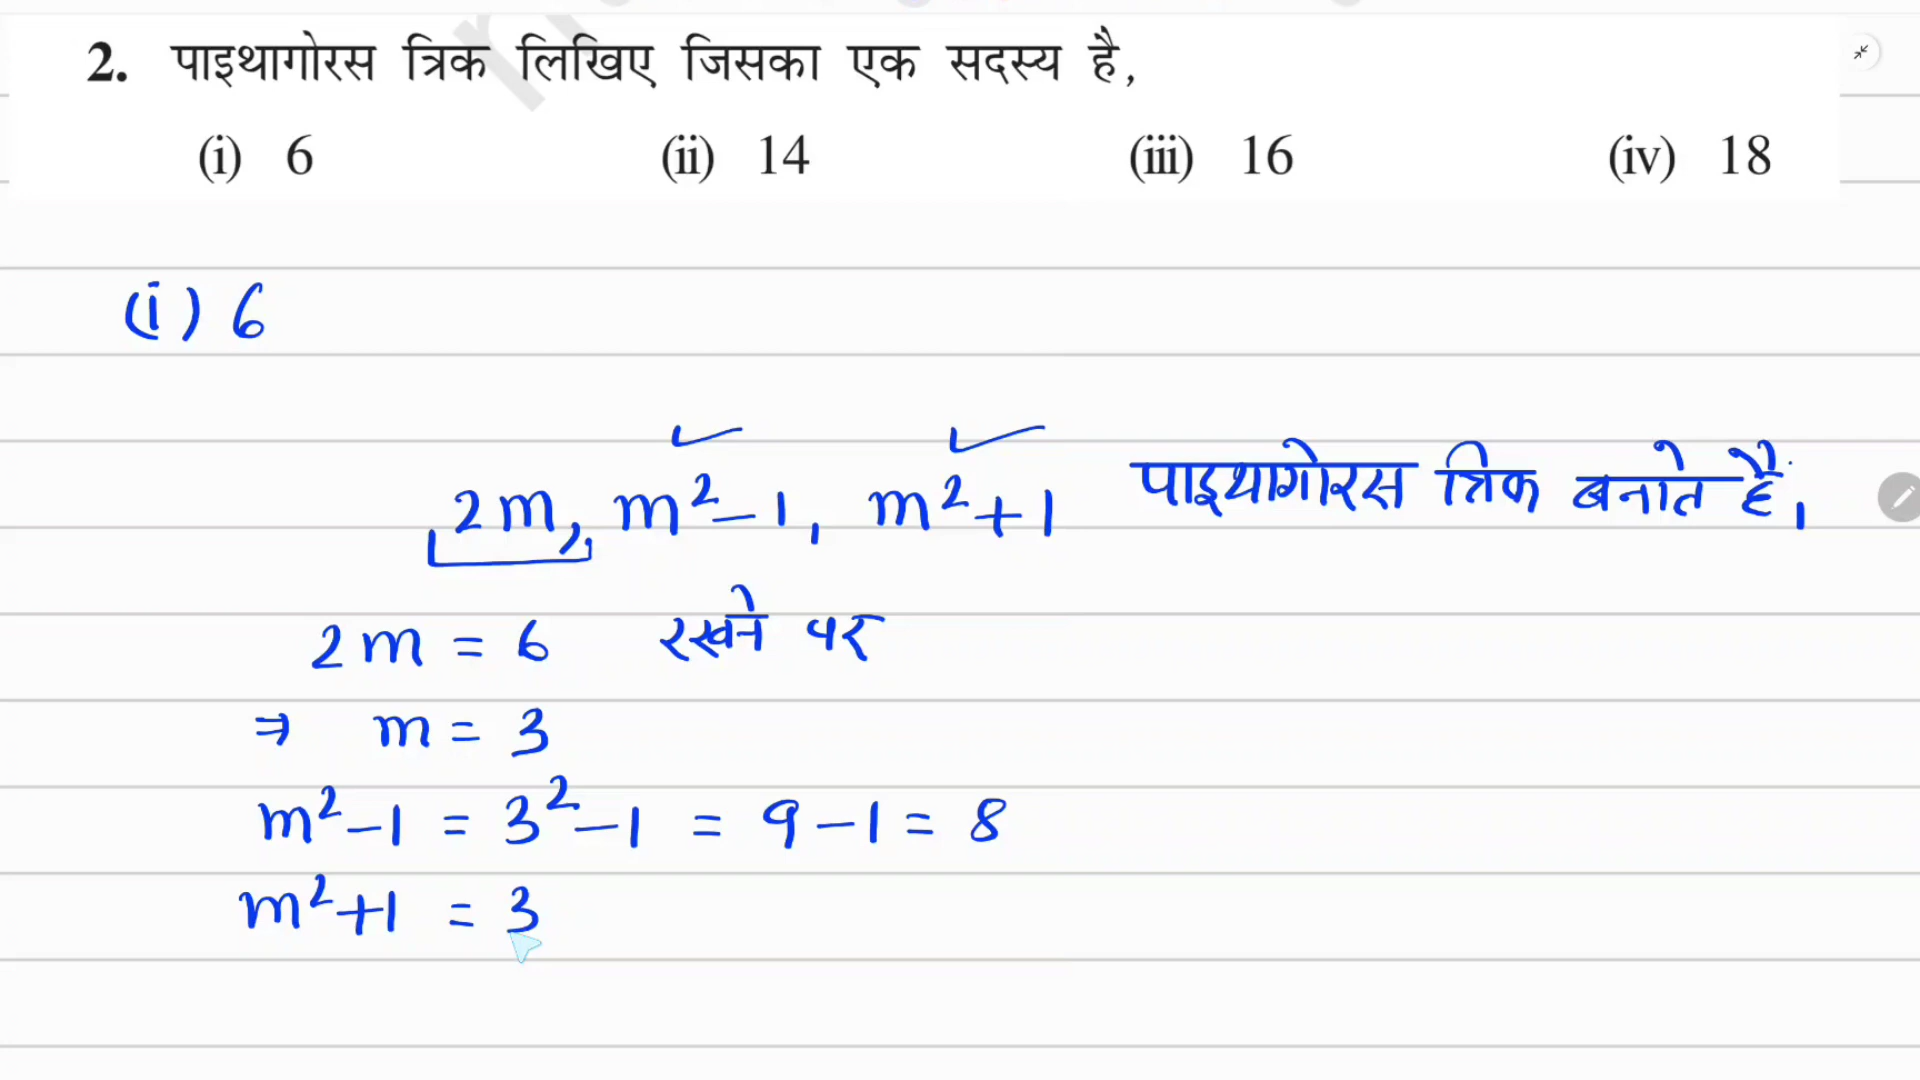 2. पाइथागोरस त्रिक लिखिए जिसका एक सदस्य है,
(i) 6 (ii) 14 (iii) 16 (iv) 18
(i) 6
2m, m²-1, m²+1 पाइथागोरस त्रिक बनाते है।
2m = 6 रखने पर
⇒ m = 3
m²-1 = 3²-1 = 9-1 = 8
m²+1 = 3